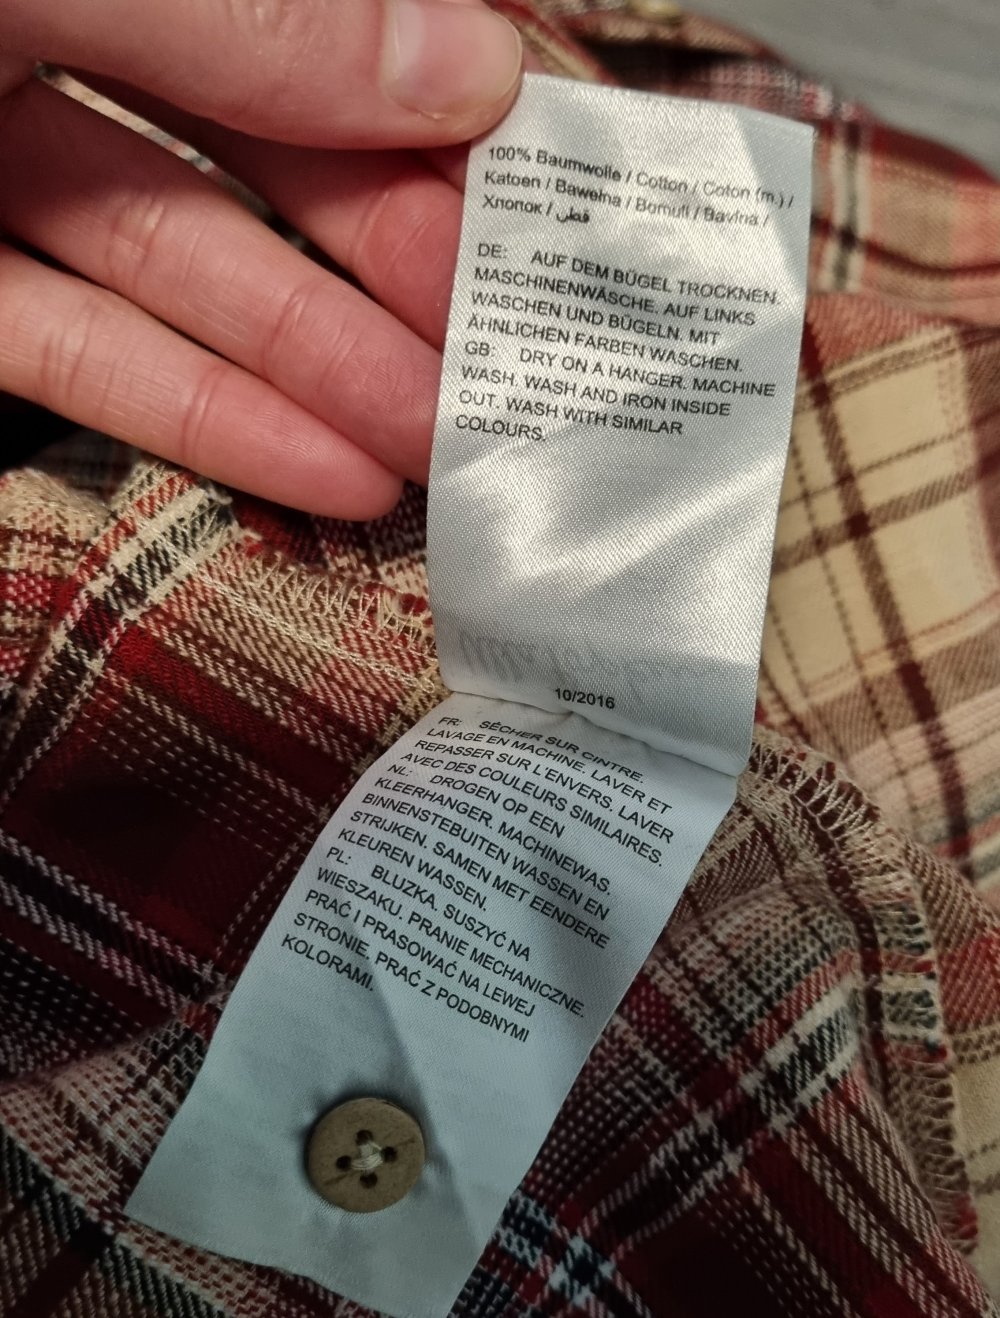 100% Baumwolle / Cotton / Coton (m.) /
Katoen / Bawełna / Bomull / Bavlna /
Хлопок / قطن
DE: AUF DEM BÜGEL TROCKNEN.
MASCHINENWÄSCHE. AUF LINKS
WASCHEN UND BÜGELN. MIT
ÄHNLICHEN FARBEN WASCHEN.
GB: DRY ON A HANGER. MACHINE
WASH. WASH AND IRON INSIDE
OUT. WASH WITH SIMILAR
COLOURS.
10/2016
FR: SÉCHER SUR CINTRE.
LAVAGE EN MACHINE. LAVER ET
REPASSER SUR L'ENVERS. LAVER
AVEC DES COULEURS SIMILAIRES.
NL: DROGEN OP EEN
KLEERHANGER. MACHINEWAS.
BINNENSTEBUITEN WASSEN EN
STRIJKEN. SAMEN MET EENDERE
KLEUREN WASSEN.
PL: BLUZKA. SUSZYĆ NA
WIESZAKU. PRANIE MECHANICZNE.
PRAĆ I PRASOWAĆ NA LEWEJ
STRONIE. PRAĆ Z PODOBNYMI
KOLORAMI.